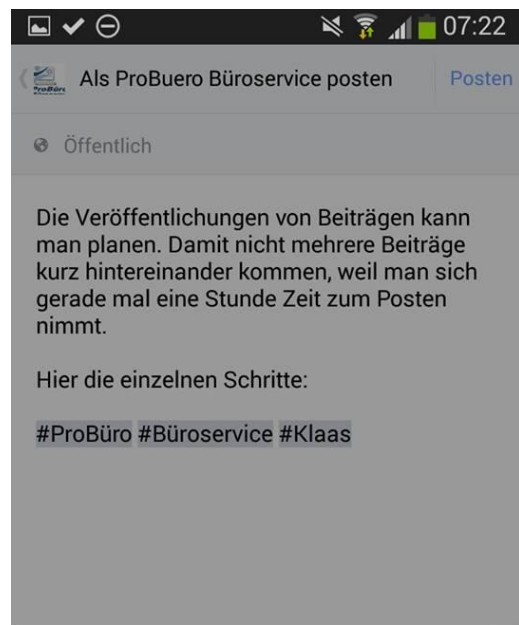 07:22
Als ProBuero Büroservice posten
Posten
Öffentlich
Die Veröffentlichungen von Beiträgen kann
man planen. Damit nicht mehrere Beiträge
kurz hintereinander kommen, weil man sich
gerade mal eine Stunde Zeit zum Posten
nimmt.
Hier die einzelnen Schritte:
#ProBüro #Büroservice #Klaas